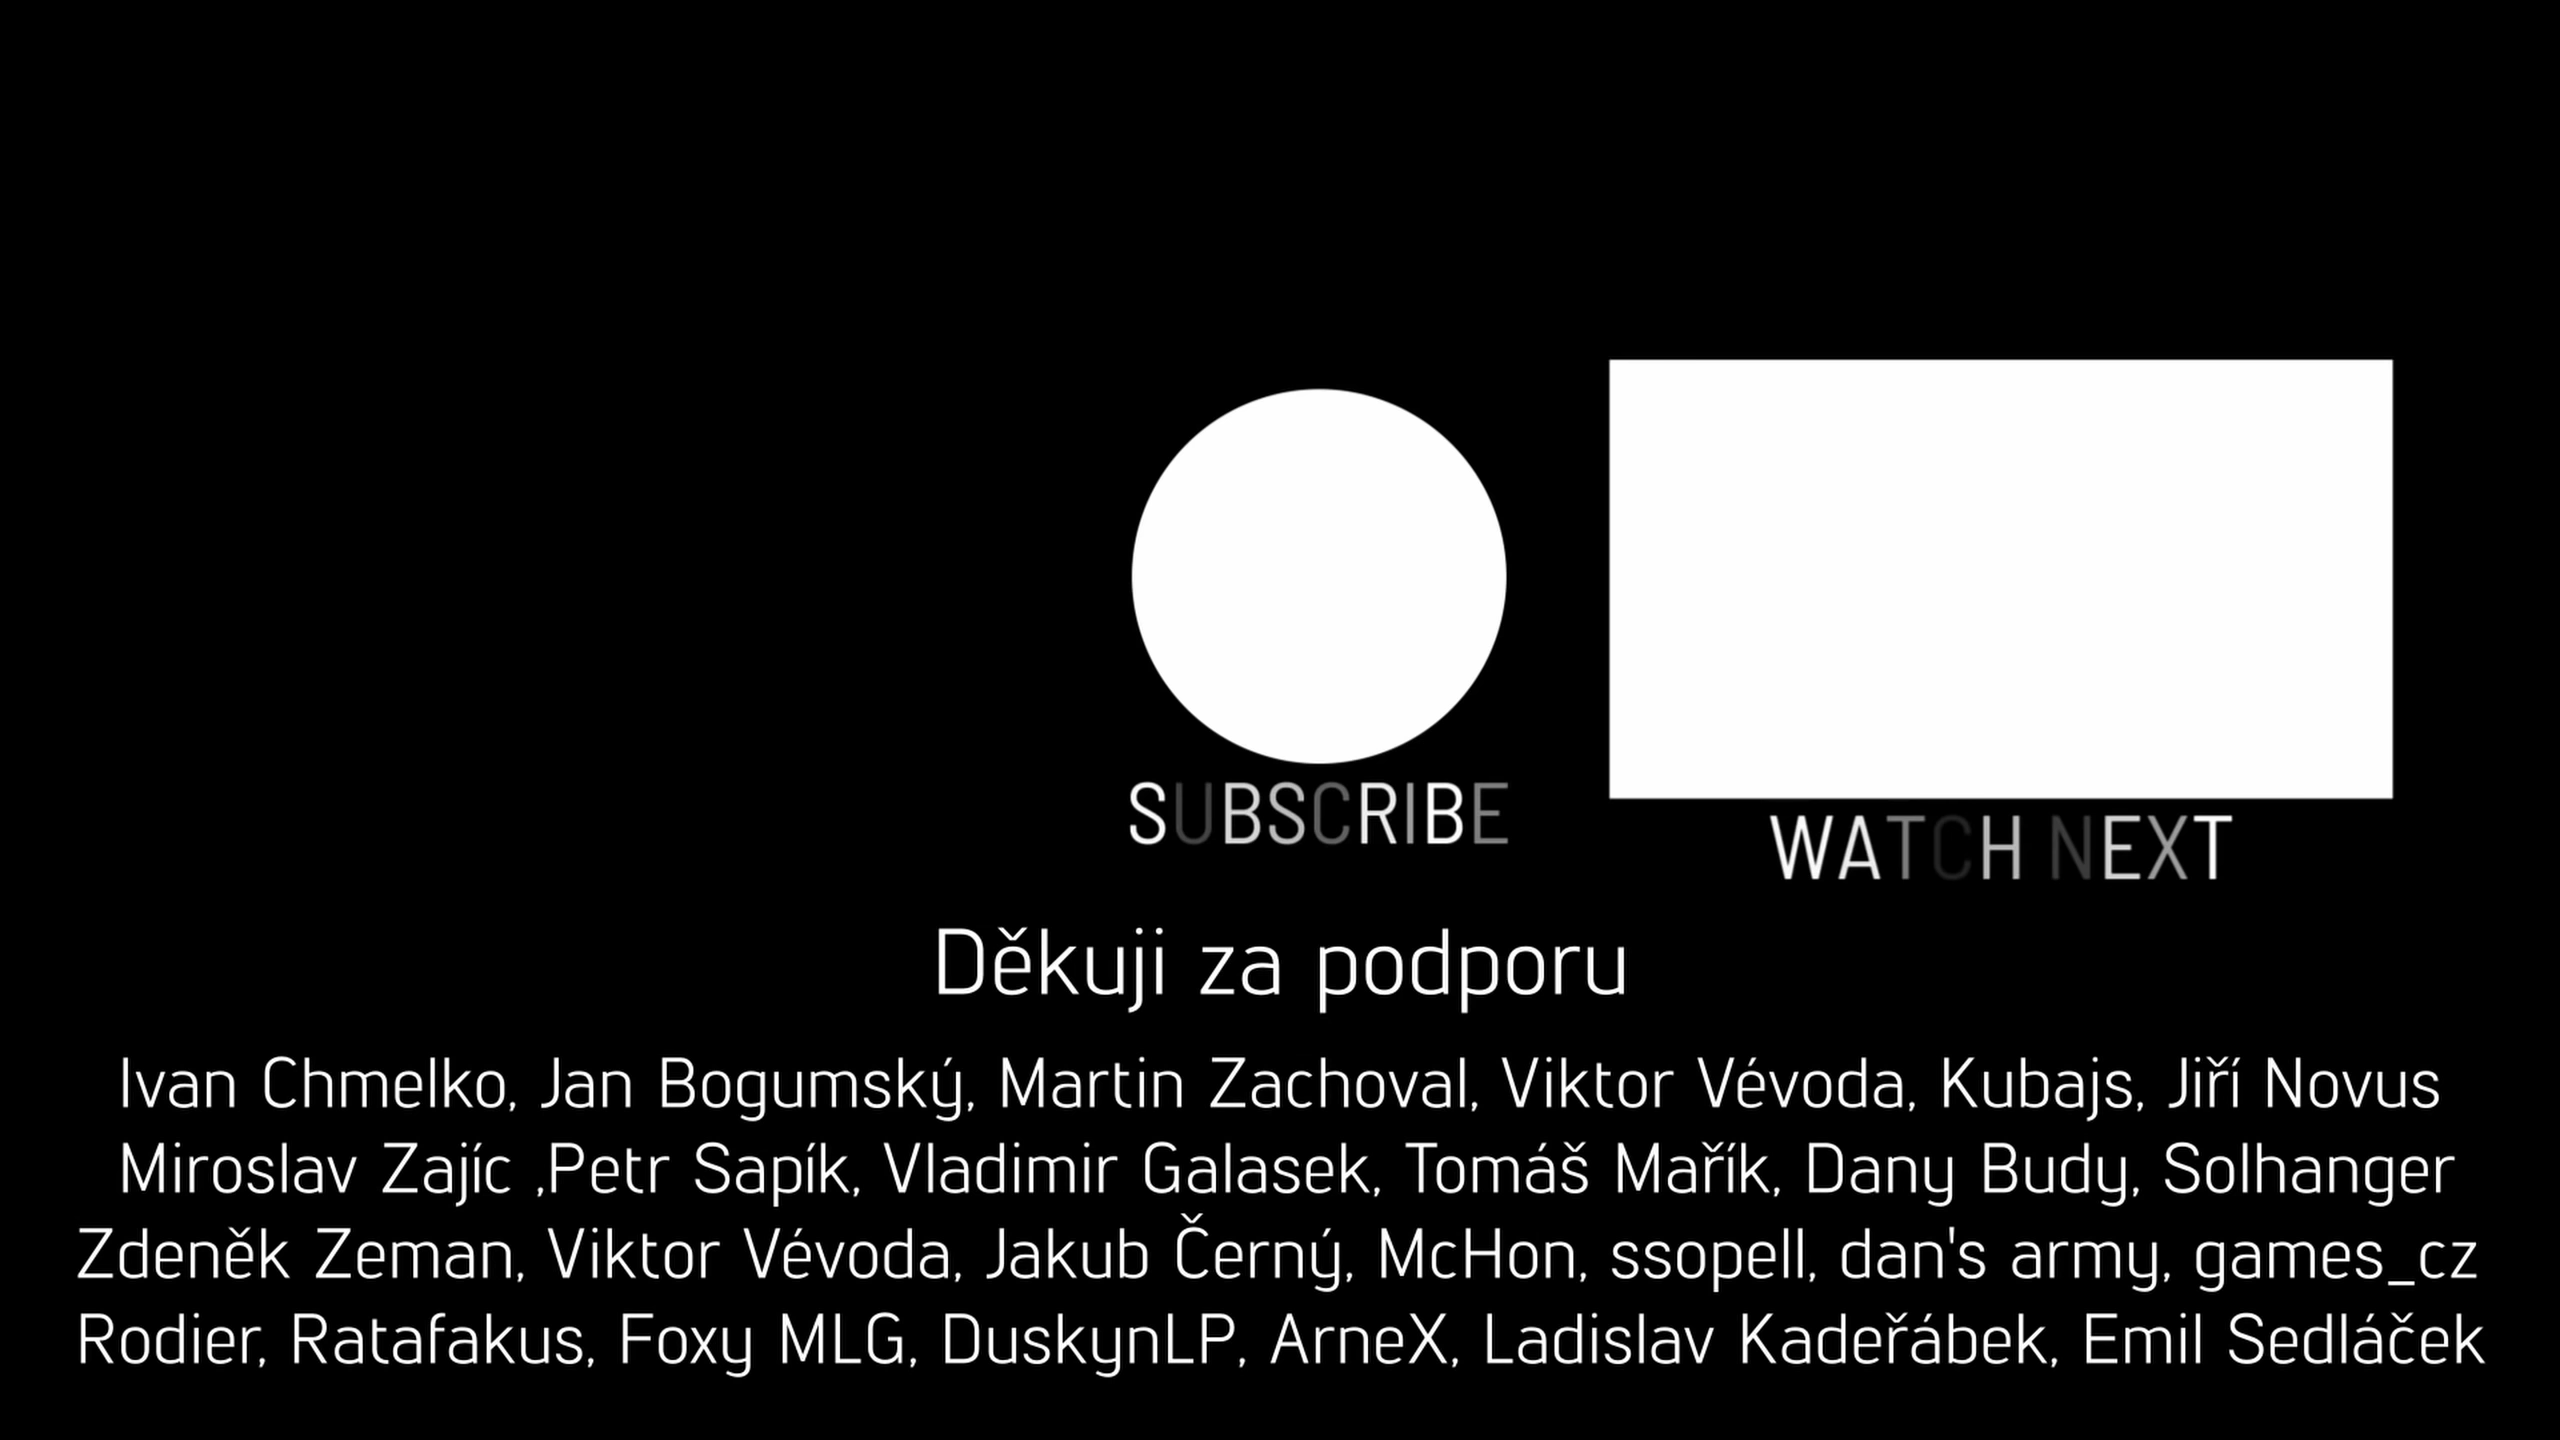 SUBSCRIBE
WATCH NEXT
Děkuji za podporu
Ivan Chmelko, Jan Bogumský, Martin Zachoval, Viktor Vévoda, Kubajs, Jiří Novus
Miroslav Zajíc ,Petr Sapík, Vladimir Galasek, Tomáš Mařík, Dany Budy, Solhanger
Zdeněk Zeman, Viktor Vévoda, Jakub Černý, McHon, ssopell, dan's army, games_cz
Rodier, Ratafakus, Foxy MLG, DuskynLP, ArneX, Ladislav Kadeřábek, Emil Sedláček